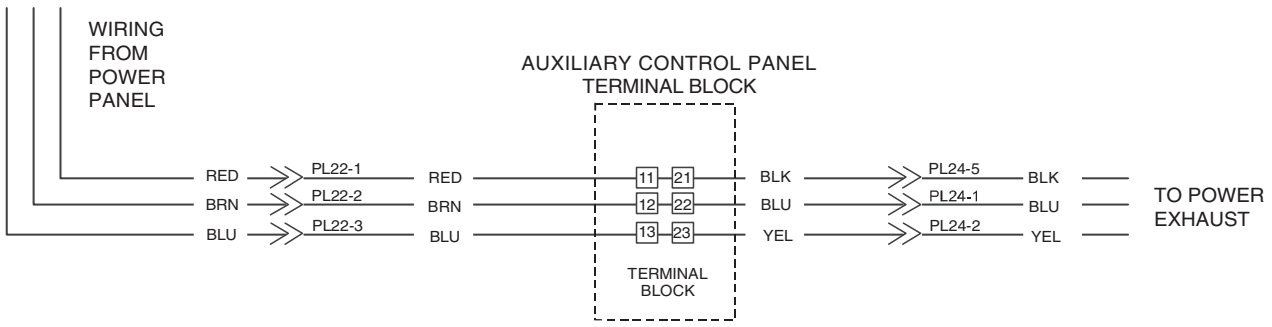 WIRING
FROM
POWER
PANEL
AUXILIARY CONTROL PANEL
TERMINAL BLOCK
RED PL22-1 RED 11 21 BLK PL24-5 BLK
BRN PL22-2 BRN 12 22 BLU PL24-1 BLU
BLU PL22-3 BLU 13 23 YEL PL24-2 YEL
TO POWER
EXHAUST
TERMINAL
BLOCK